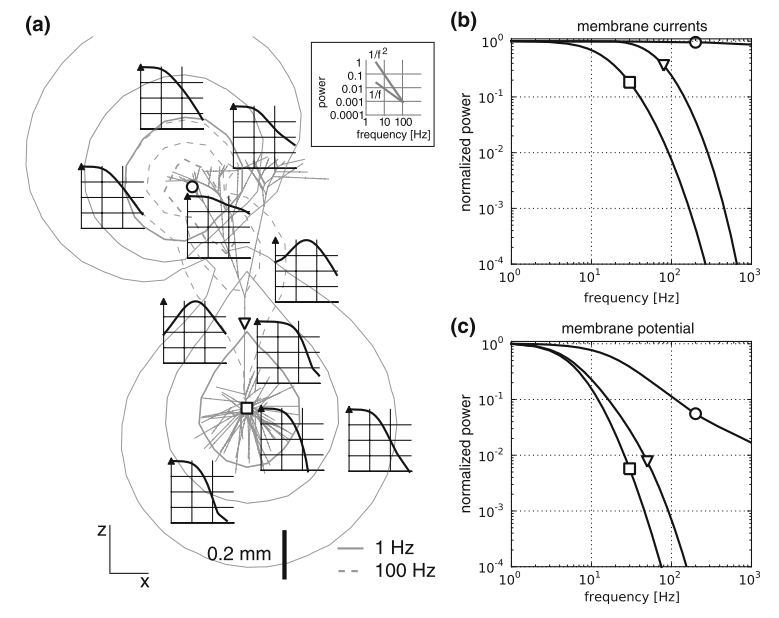 (a)
1/f²
1
0.1
0.01
0.001
0.0001
power
1/f
1 10 100
frequency [Hz]
z
x
0.2 mm
1 Hz
100 Hz
(b)
membrane currents
normalized power
10⁰
10⁻¹
10⁻²
10⁻³
10⁻⁴
10⁰ 10¹ 10² 10³
frequency [Hz]
(c)
membrane potential
normalized power
10⁰
10⁻¹
10⁻²
10⁻³
10⁻⁴
10⁰ 10¹ 10² 10³
frequency [Hz]